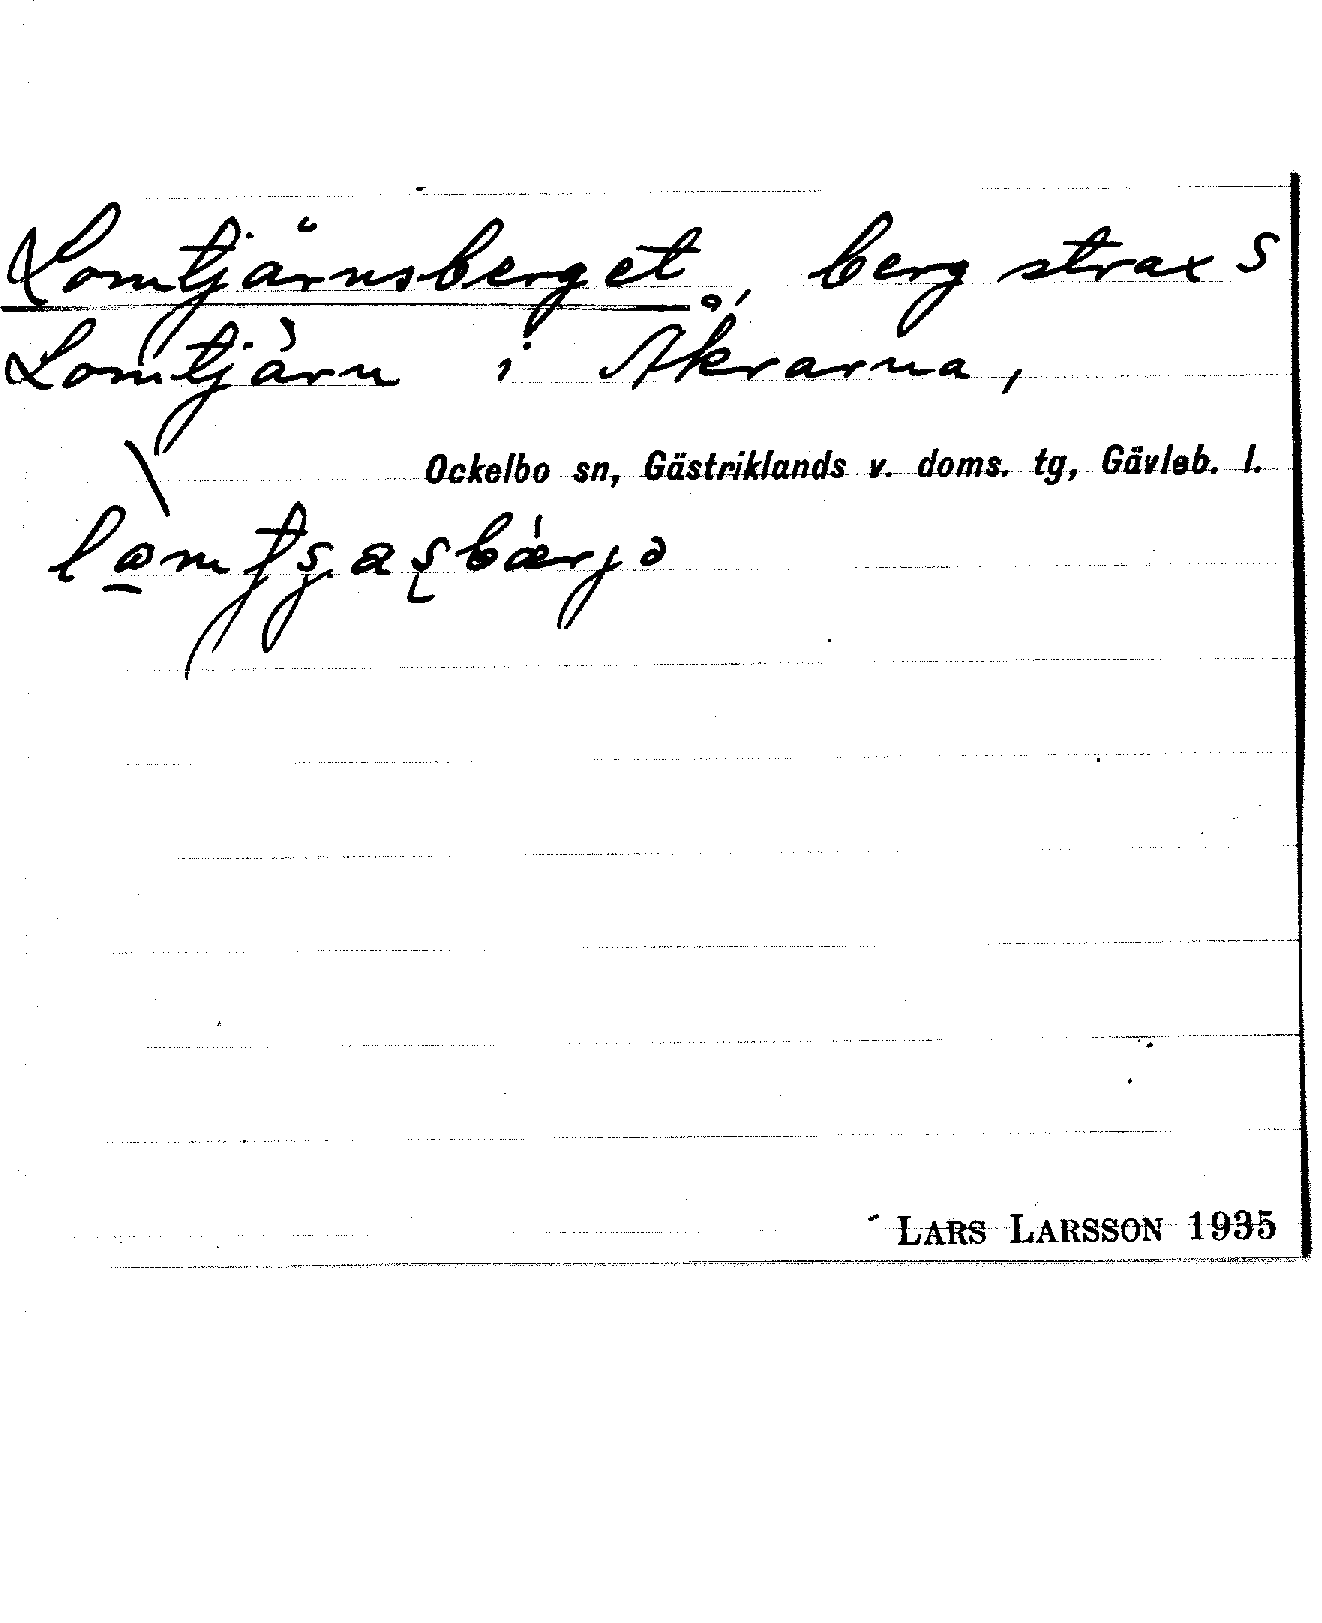 Lomtjärnsberget, berg strax S
Lomtjärn i Åkrarna,
Ockelbo sn, Gästriklands v. doms. tg, Gävleb. l.
LARS LARSSON 1935